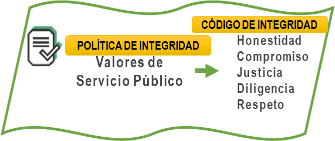 POLÍTICA DE INTEGRIDAD
Valores de
Servicio Público
CÓDIGO DE INTEGRIDAD
Honestidad
Compromiso
Justicia
Diligencia
Respeto